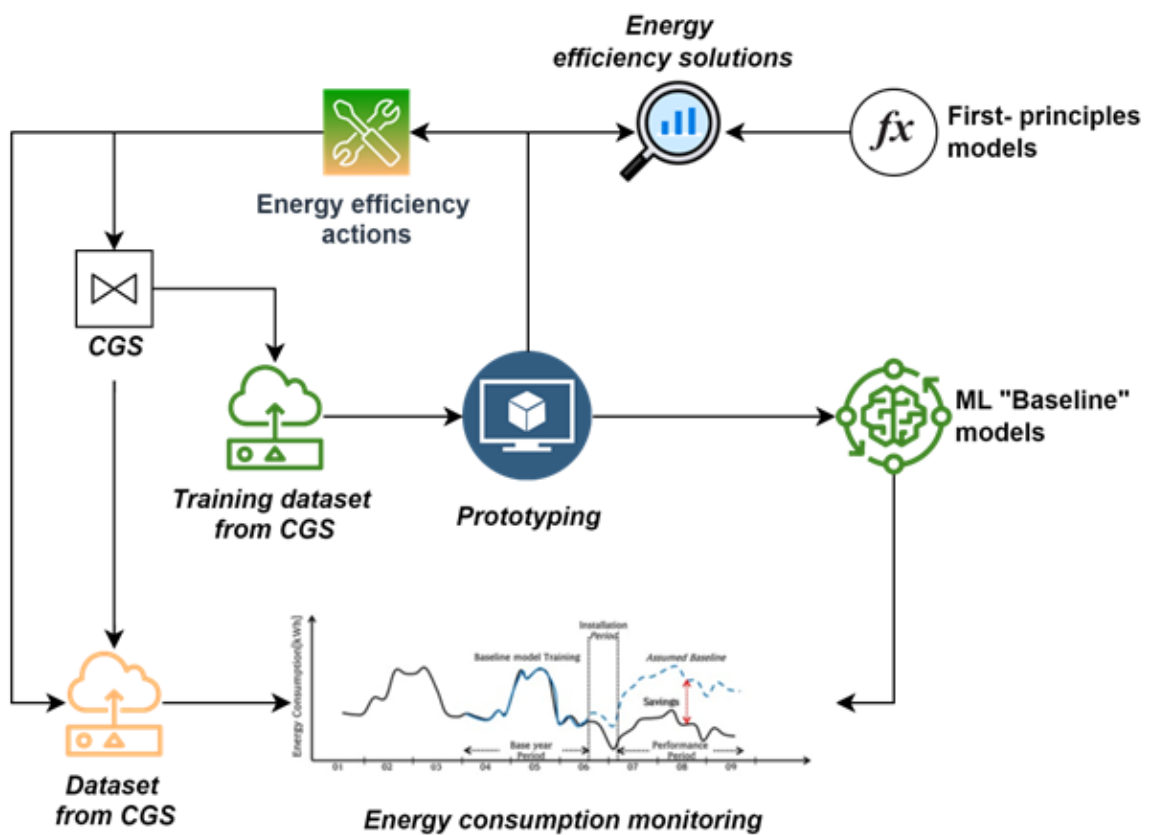 Energy
efficiency solutions
fx
First- principles
models
Energy efficiency
actions
CGS
Training dataset
from CGS
Prototyping
ML "Baseline"
models
Energy Consumption[kWh]
Installation
Period
Baseline model Training
Assumed Baseline
Savings
Base year
Period
Performance
Period
01 02 03 04 05 06 07 08 09
Dataset
from CGS
Energy consumption monitoring